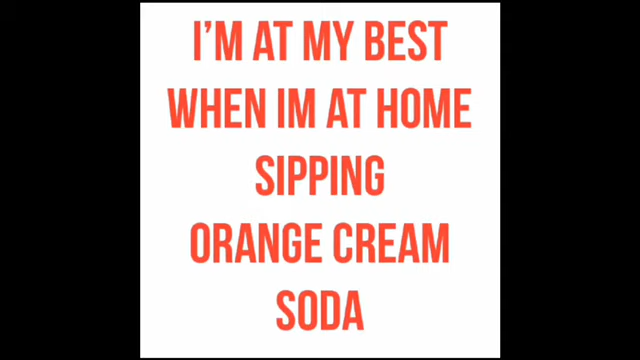 I'M AT MY BEST
WHEN IM AT HOME
SIPPING
ORANGE CREAM
SODA